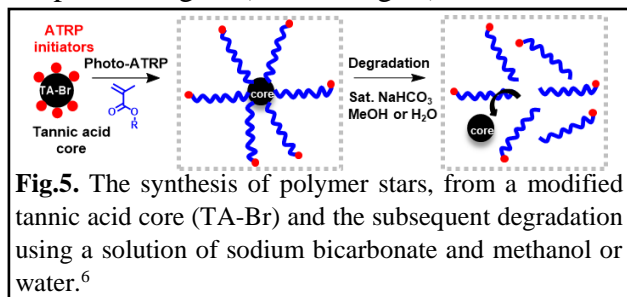 ATRP
initiators
TA-Br
Tannic acid
core
Photo-ATRP
O
O
R
core
Degradation
Sat. NaHCO3
MeOH or H2O
core
Fig.5. The synthesis of polymer stars, from a modified
tannic acid core (TA-Br) and the subsequent degradation
using a solution of sodium bicarbonate and methanol or
water.6